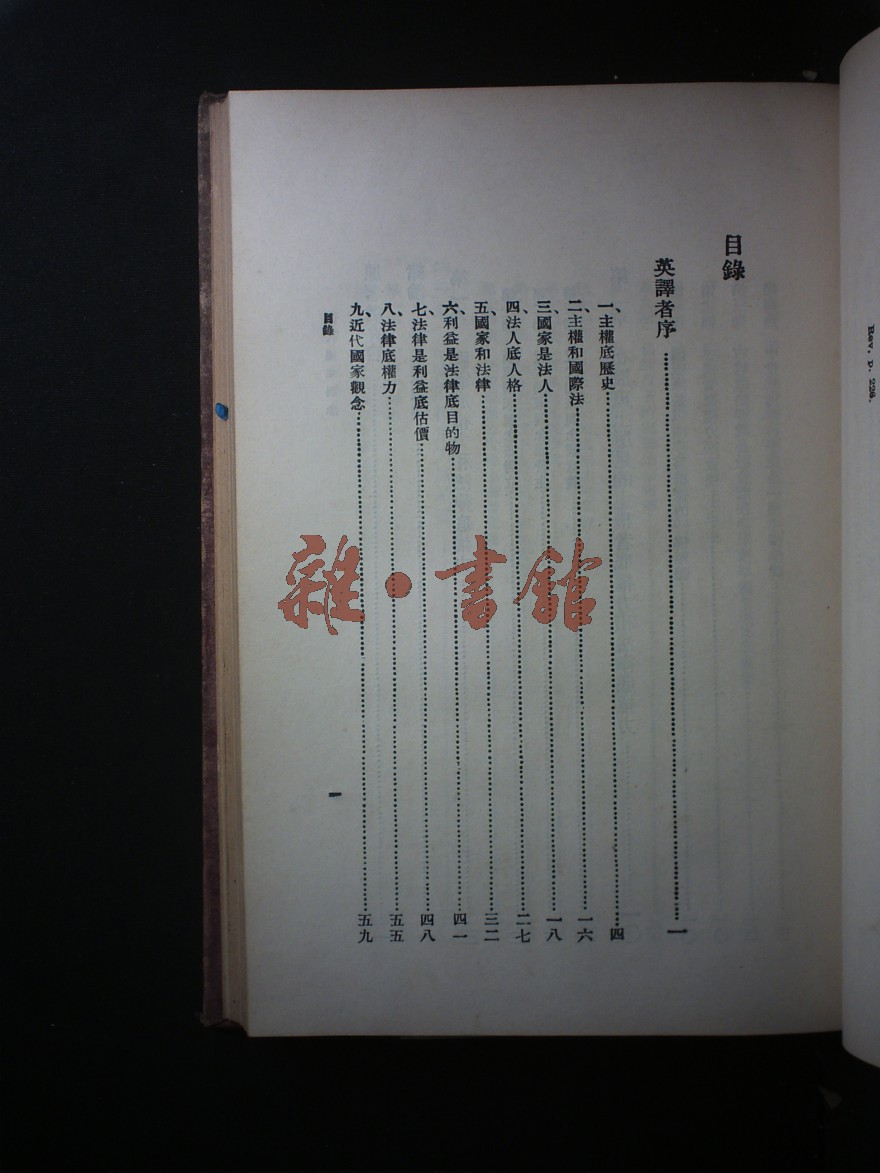 Rev. P. 228.
目錄
英譯者序……一
一、主權底歷史……四
二、主權和國際法……一六
三、國家是法人……一八
四、法人底人格……二七
五、國家和法律……三二
六、利益是法律底目的物……四一
七、法律是利益底估價……四八
八、法律底權力……五五
九、近代國家觀念……五九
目錄
一
雜·書館